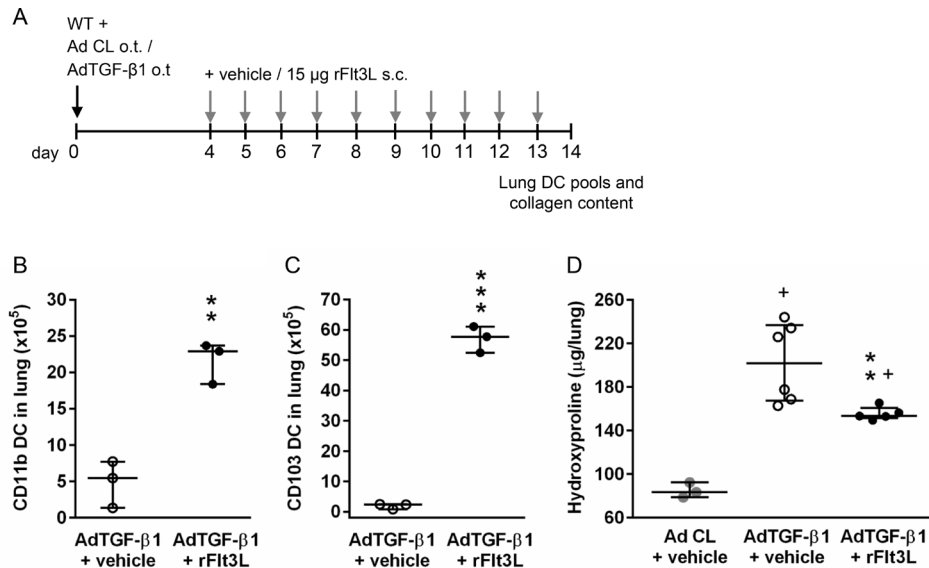 A
WT +
Ad CL o.t. /
AdTGF-β1 o.t
+ vehicle / 15 µg rFlt3L s.c.
day 0 4 5 6 7 8 9 10 11 12 13 14
Lung DC pools and
collagen content
B
CD11b DC in lung (x10⁵)
30
25
20
15
10
5
0
*
*
AdTGF-β1 AdTGF-β1
+ vehicle + rFlt3L
C
CD103 DC in lung (x10⁵)
70
60
50
40
30
20
10
0
*
*
*
AdTGF-β1 AdTGF-β1
+ vehicle + rFlt3L
D
Hydroxyproline (µg/lung)
260
220
180
140
100
60
+
*
* +
Ad CL AdTGF-β1 AdTGF-β1
+ vehicle + vehicle + rFlt3L